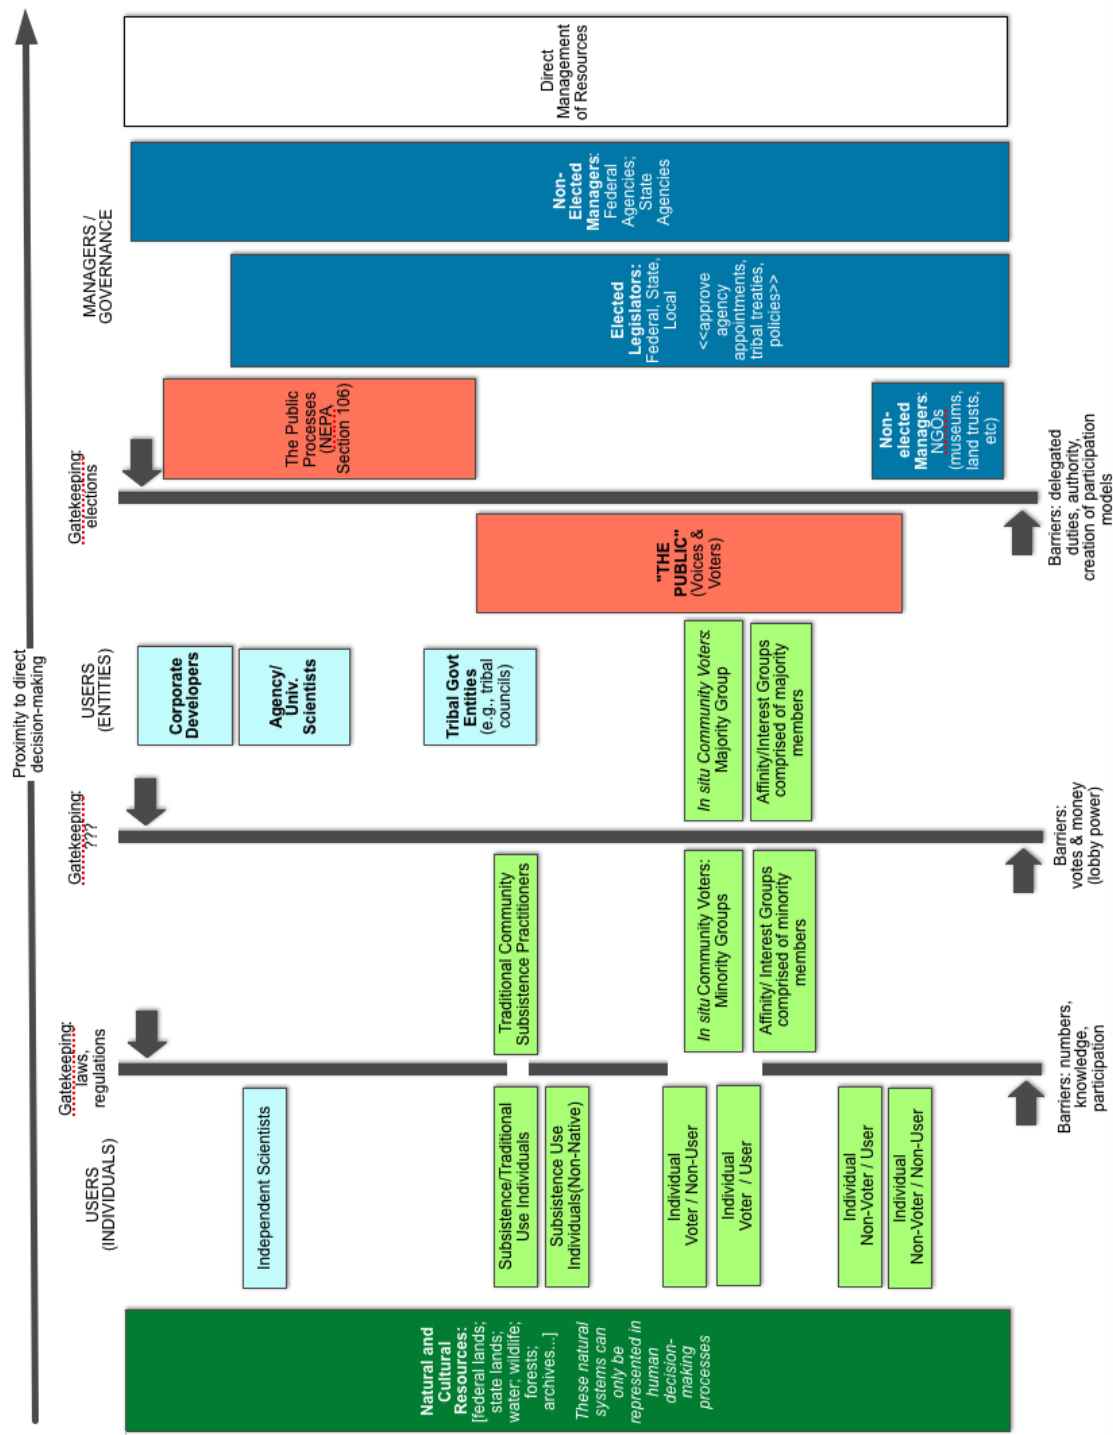 Proximity to direct
decision-making
USERS
(INDIVIDUALS)
USERS
(ENTITIES)
MANAGERS /
GOVERNANCE
Gatekeeping:
laws,
regulations
Gatekeeping:
???
Gatekeeping:
elections
Natural and
Cultural
Resources:
[federal lands;
state lands;
water; wildlife;
forests;
archives...]
These natural
systems can
only be
represented in
human
decision-
making
processes
Independent Scientists
Subsistence/Traditional
Use Individuals
Subsistence Use
Individuals(Non-Native)
Individual
Voter / Non-User
Individual
Voter / User
Individual
Non-Voter / User
Individual
Non-Voter / Non-User
Traditional Community
Subsistence Practitioners
In situ Community Voters:
Minority Groups
Affinity/ Interest Groups
comprised of minority
members
Corporate
Developers
Agency/
Univ.
Scientists
Tribal Govt
Entities
(e.g., tribal
councils)
In situ Community Voters:
Majority Group
Affinity/Interest Groups
comprised of majority
members
"THE
PUBLIC"
(Voices &
Voters)
The Public
Processes
(NEPA,
Section 106)
Non-
elected
Managers:
NGOs
(museums,
land trusts,
etc)
Elected
Legislators:
Federal, State,
Local
<<approve
agency
appointments,
tribal treaties,
policies>>
Non-
Elected
Managers:
Federal
Agencies;
State
Agencies
Direct
Management
of Resources
Barriers: numbers,
knowledge,
participation
Barriers:
votes & money
(lobby power)
Barriers: delegated
duties, authority,
creation of participation
models